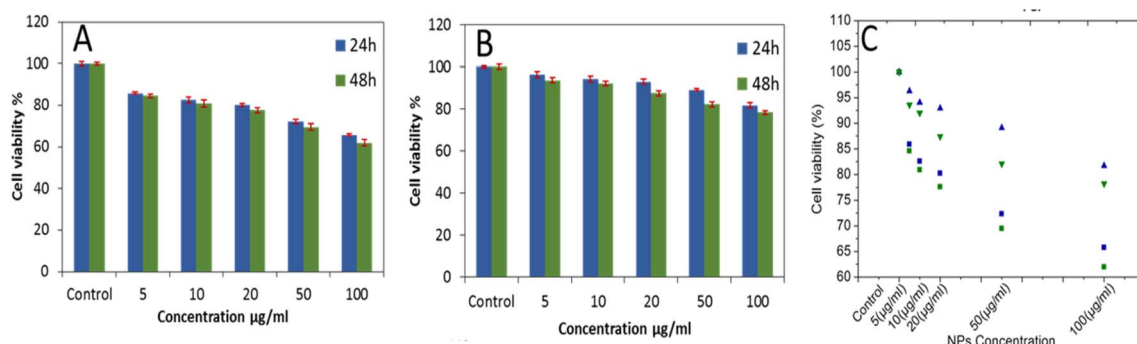 A
Cell viability %
120
100
80
60
40
20
0
24h
48h
Control 5 10 20 50 100
Concentration µg/ml
B
Cell viability %
120
100
80
60
40
20
0
24h
48h
Control 5 10 20 50 100
Concentration µg/ml
C
Cell viability (%)
110
105
100
95
90
85
80
75
70
65
60
Control 5(µg/ml) 10(µg/ml) 20(µg/ml) 50(µg/ml) 100(µg/ml)
NPs Concentration